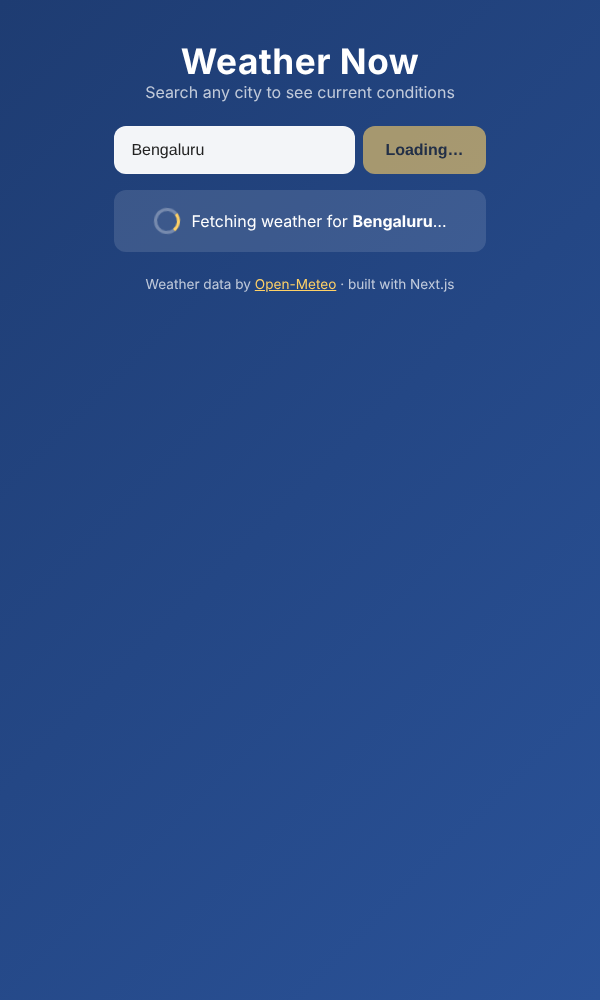 Weather Now
Search any city to see current conditions
Bengaluru
Loading…
Fetching weather for Bengaluru…
Weather data by Open-Meteo · built with Next.js